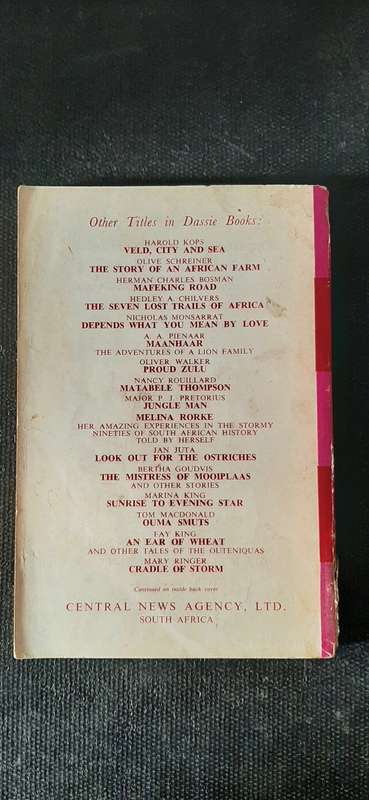 Other Titles in Dassie Books:
HAROLD KOPS
VELD, CITY AND SEA
OLIVE SCHREINER
THE STORY OF AN AFRICAN FARM
HERMAN CHARLES BOSMAN
MAFEKING ROAD
HEDLEY A. CHILVERS
THE SEVEN LOST TRAILS OF AFRICA
NICHOLAS MONSARRAT
DEPENDS WHAT YOU MEAN BY LOVE
A. A. PIENAAR
MAANHAAR
THE ADVENTURES OF A LION FAMILY
OLIVER WALKER
PROUD ZULU
NANCY ROUILLARD
MATABELE THOMPSON
MAJOR P. J. PRETORIUS
JUNGLE MAN
MELINA RORKE
HER AMAZING EXPERIENCES IN THE STORMY
NINETIES OF SOUTH AFRICAN HISTORY
TOLD BY HERSELF
JAN JUTA
LOOK OUT FOR THE OSTRICHES
BERTHA GOUDVIS
THE MISTRESS OF MOOIPLAAS
AND OTHER STORIES
MARINA KING
SUNRISE TO EVENING STAR
TOM MACDONALD
OUMA SMUTS
FAY KING
AN EAR OF WHEAT
AND OTHER TALES OF THE OUTENIQUAS
MARY RINGER
CRADLE OF STORM
Continued on inside back cover
CENTRAL NEWS AGENCY, LTD.
SOUTH AFRICA